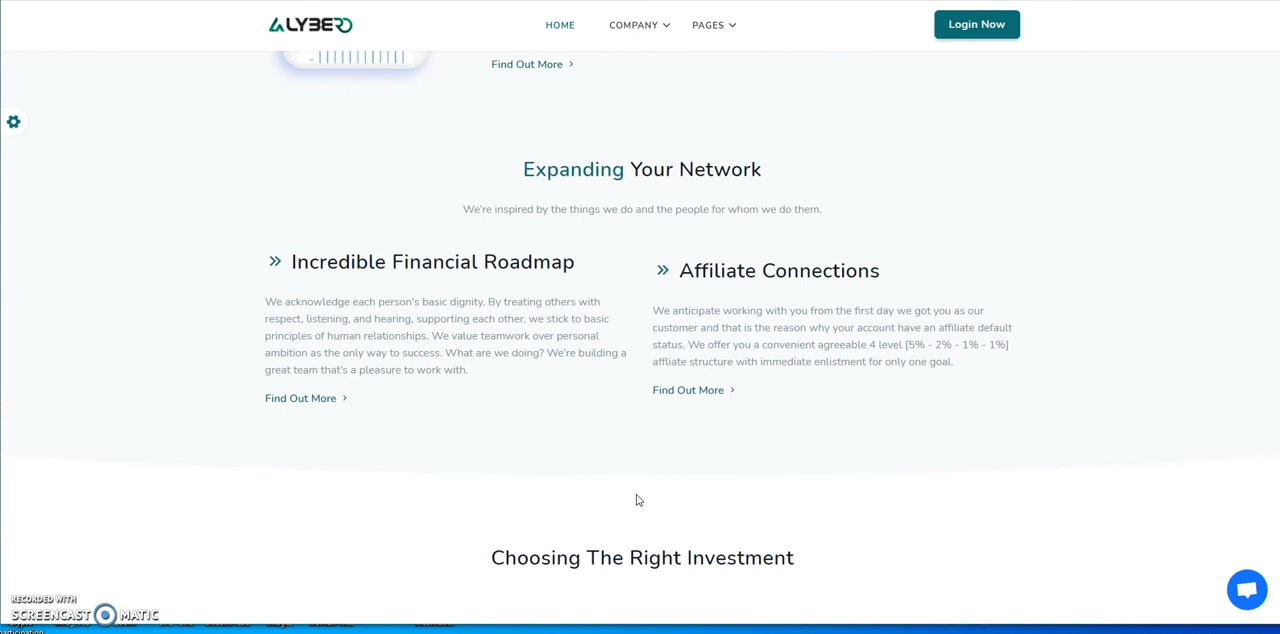 ALYBERO
HOME
COMPANY
PAGES
Login Now
Find Out More
Expanding Your Network
We're inspired by the things we do and the people for whom we do them.
Incredible Financial Roadmap
We acknowledge each person's basic dignity. By treating others with
respect, listening, and hearing, supporting each other, we stick to basic
principles of human relationships. We value teamwork over personal
ambition as the only way to success. What are we doing? We're building a
great team that's a pleasure to work with.
Find Out More
Affiliate Connections
We anticipate working with you from the first day we got you as our
customer and that is the reason why your account have an affiliate default
status. We offer you a convenient agreeable 4 level [5% - 2% - 1% - 1%]
affliate structure with immediate enlistment for only one goal.
Find Out More
Choosing The Right Investment
RECORDED WITH
SCREENCAST MATIC
participation